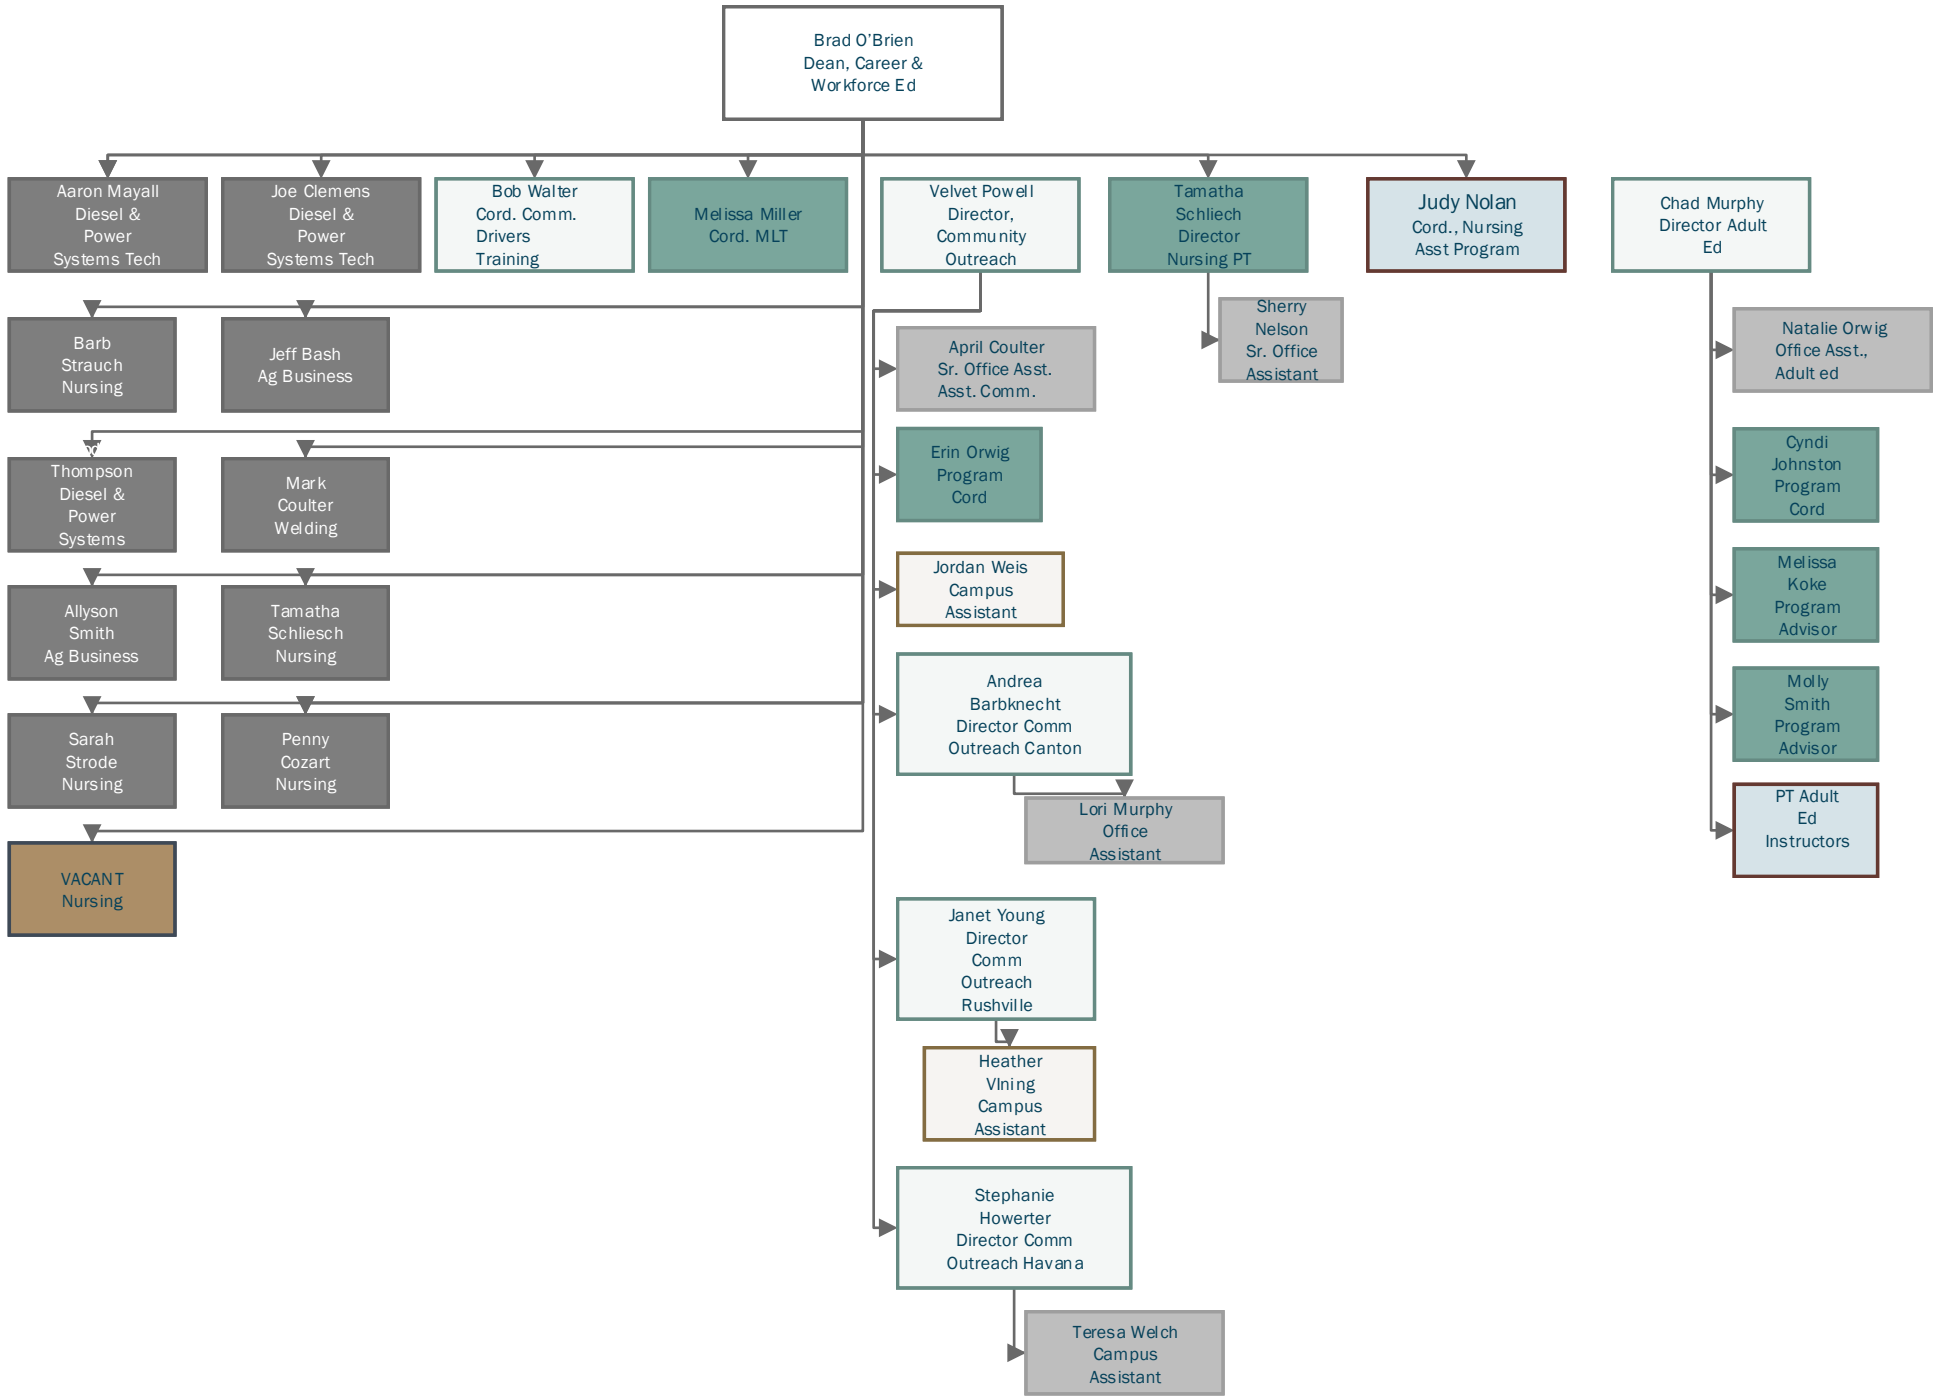 Brad O'Brien
Dean, Career &
Workforce Ed
Aaron Mayall
Diesel &
Power
Systems Tech
Joe Clemens
Diesel &
Power
Systems Tech
Bob Walter
Cord. Comm.
Drivers
Training
Melissa Miller
Cord. MLT
Velvet Powell
Director,
Community
Outreach
Tamatha
Schliech
Director
Nursing PT
Judy Nolan
Cord., Nursing
Asst Program
Chad Murphy
Director Adult
Ed
Barb
Strauch
Nursing
Jeff Bash
Ag Business
April Coulter
Sr. Office Asst.
Asst. Comm.
Sherry
Nelson
Sr. Office
Assistant
Natalie Orwig
Office Asst.,
Adult ed
Thompson
Diesel &
Power
Systems
Mark
Coulter
Welding
Erin Orwig
Program
Cord
Cyndi
Johnston
Program
Cord
Allyson
Smith
Ag Business
Tamatha
Schliesch
Nursing
Jordan Weis
Campus
Assistant
Melissa
Koke
Program
Advisor
Sarah
Strode
Nursing
Penny
Cozart
Nursing
Andrea
Barbknecht
Director Comm
Outreach Canton
Molly
Smith
Program
Advisor
Lori Murphy
Office
Assistant
PT Adult
Ed
Instructors
VACANT
Nursing
Janet Young
Director
Comm
Outreach
Rushville
Heather
VIning
Campus
Assistant
Stephanie
Howerter
Director Comm
Outreach Havana
Teresa Welch
Campus
Assistant